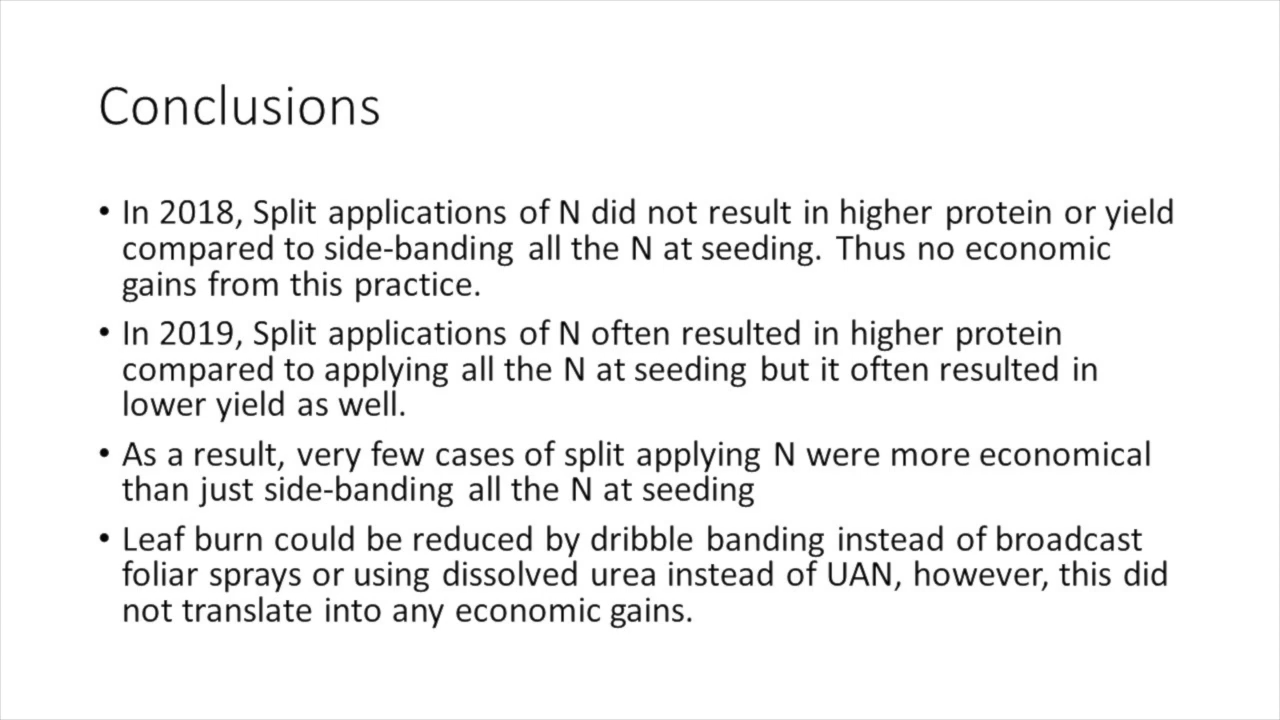 Conclusions
• In 2018, Split applications of N did not result in higher protein or yield
compared to side-banding all the N at seeding. Thus no economic
gains from this practice.
• In 2019, Split applications of N often resulted in higher protein
compared to applying all the N at seeding but it often resulted in
lower yield as well.
• As a result, very few cases of split applying N were more economical
than just side-banding all the N at seeding
• Leaf burn could be reduced by dribble banding instead of broadcast
foliar sprays or using dissolved urea instead of UAN, however, this did
not translate into any economic gains.